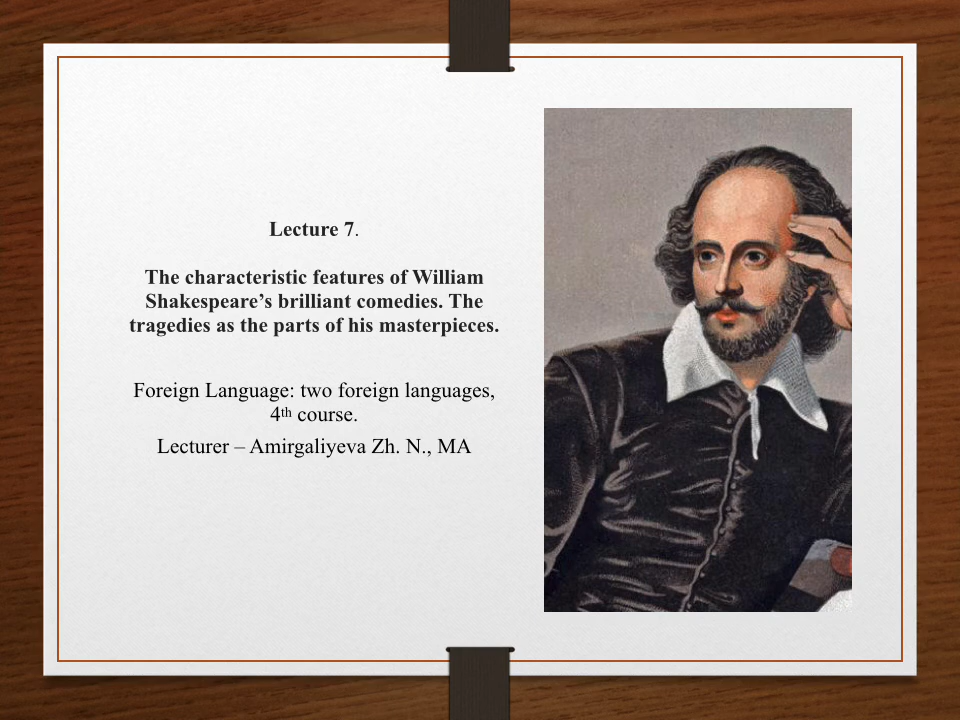 Lecture 7.
The characteristic features of William
Shakespeare’s brilliant comedies. The
tragedies as the parts of his masterpieces.
Foreign Language: two foreign languages,
4th course.
Lecturer – Amirgaliyeva Zh. N., MA